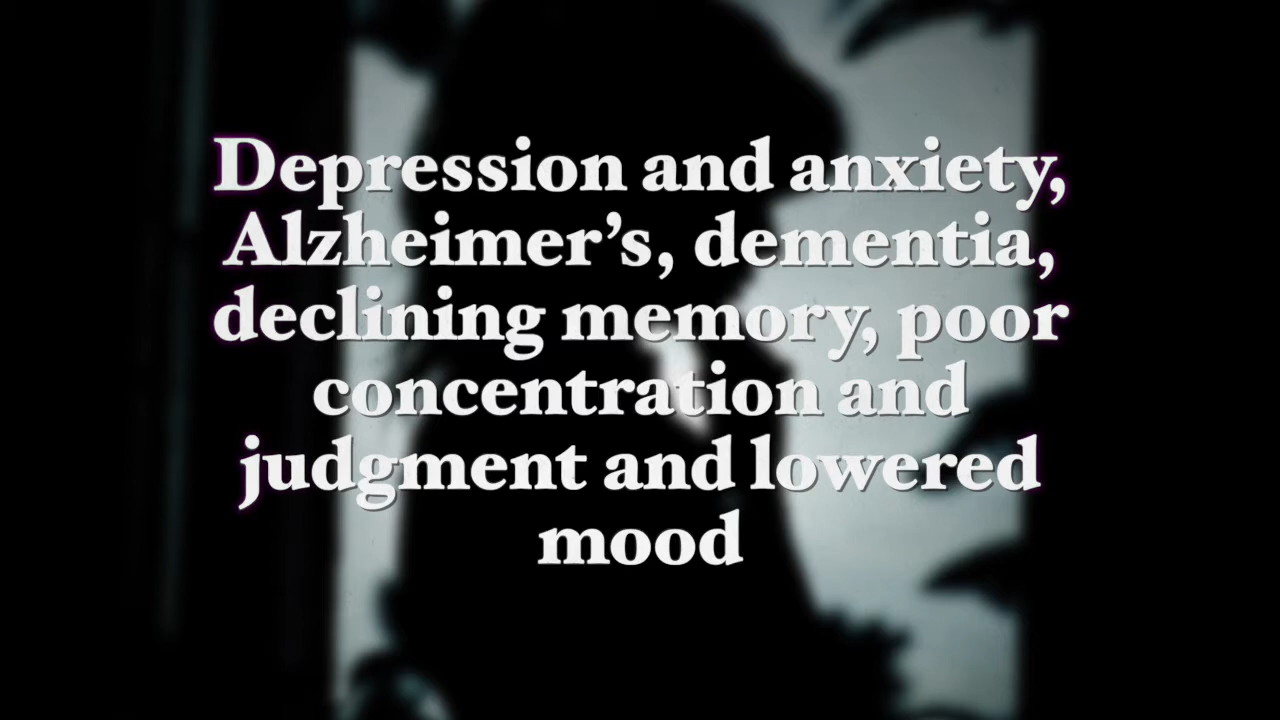 Depression and anxiety,
Alzheimer’s, dementia,
declining memory, poor
concentration and
judgment and lowered
mood